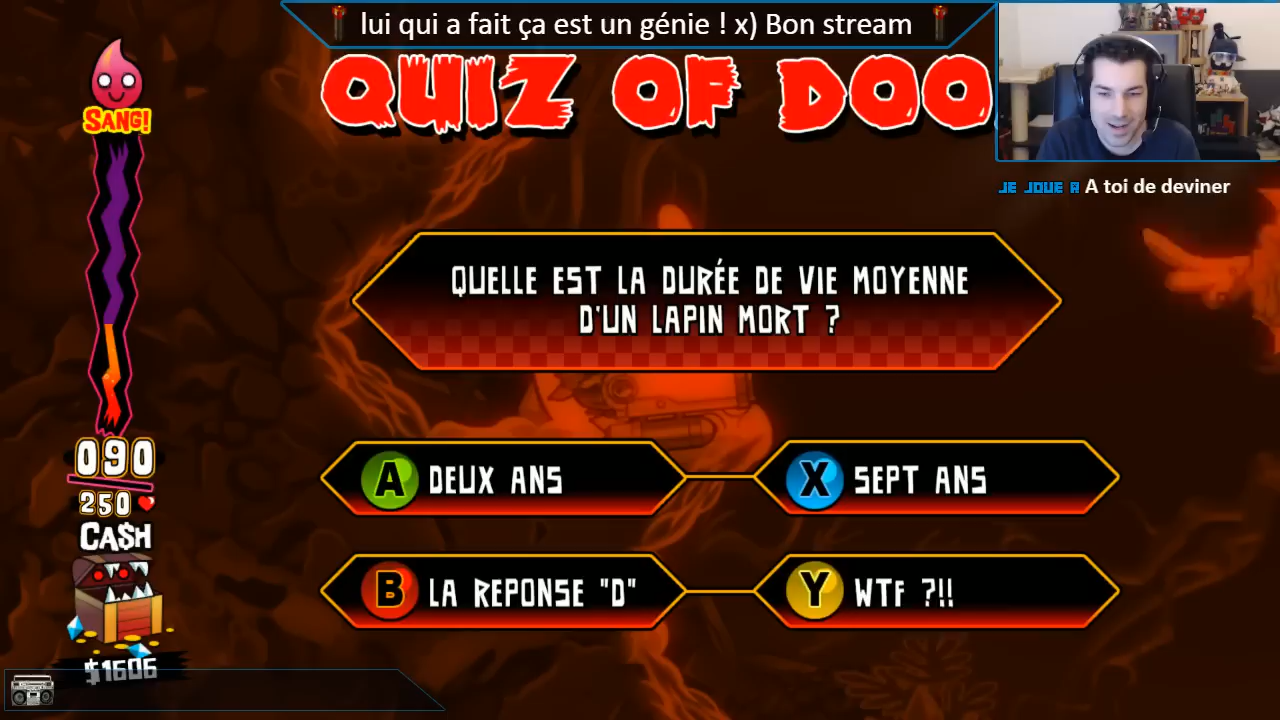 lui qui a fait ça est un génie ! x) Bon stream
QUIZ OF DOO
SANG!
JE JOUE A A toi de deviner
QUELLE EST LA DURÉE DE VIE MOYENNE
D'UN LAPIN MORT ?
090
250
CA$H
$1606
A DEUX ANS
X SEPT ANS
B LA REPONSE "D"
Y WTF ?!!